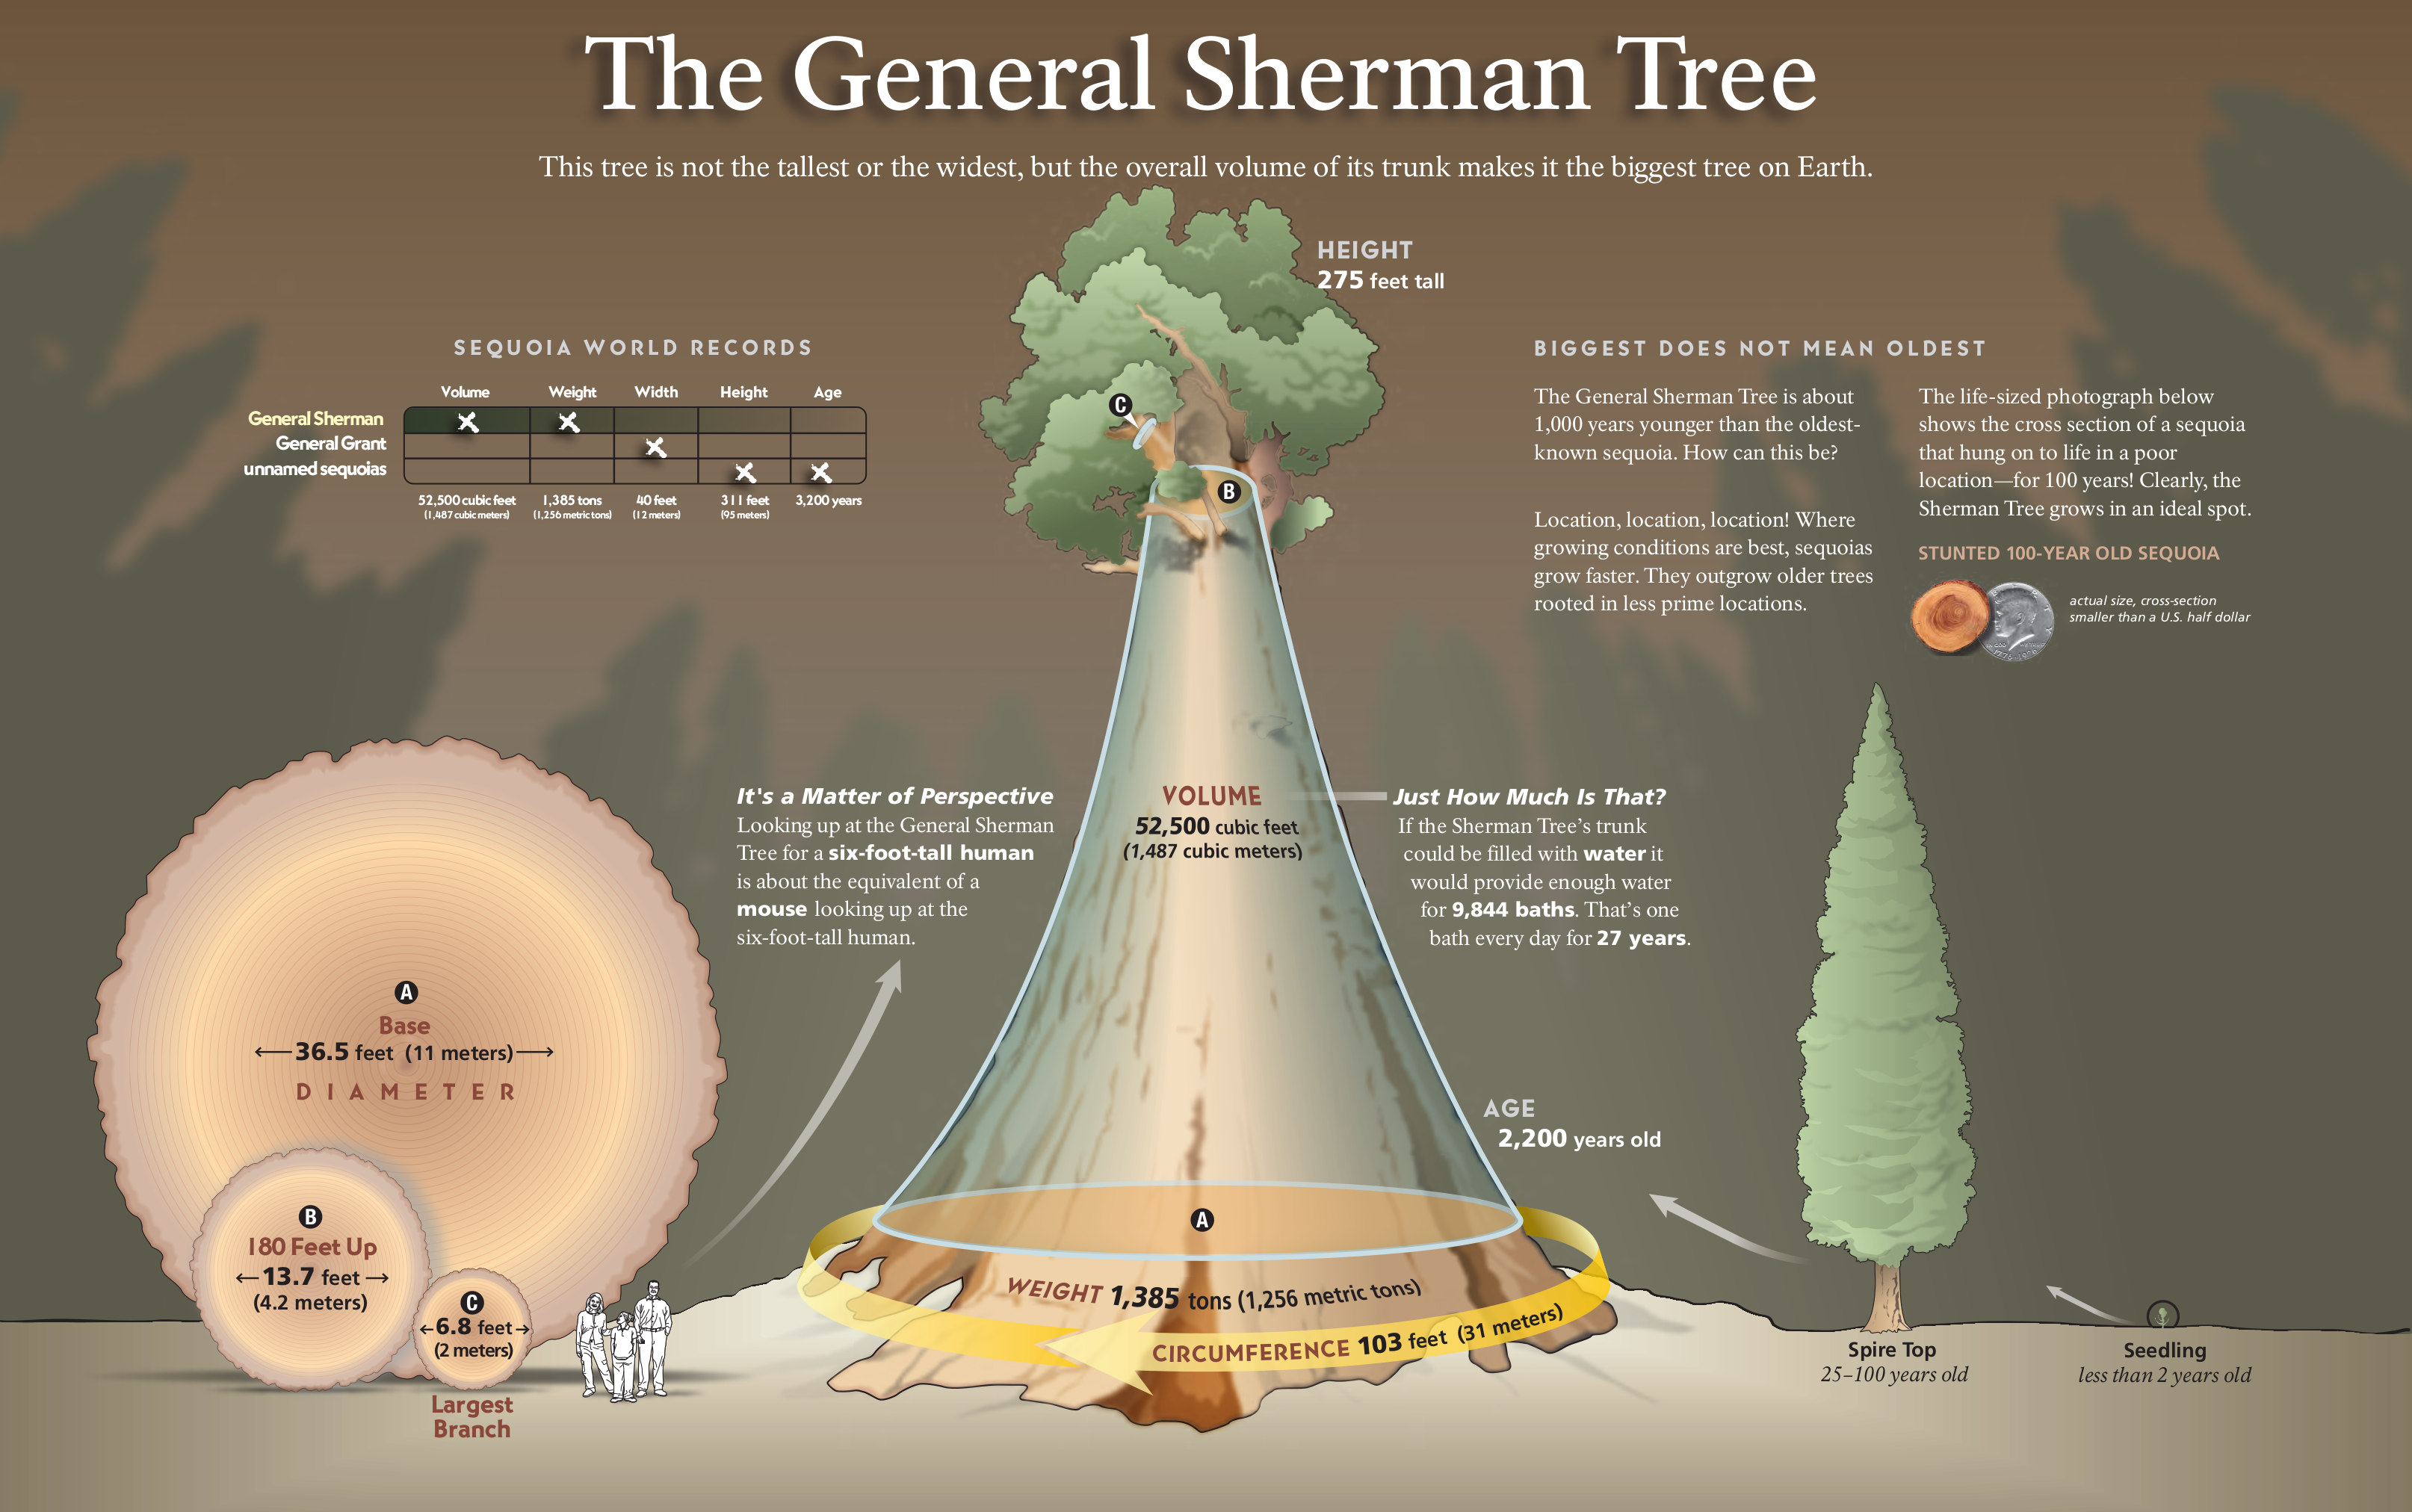 The General Sherman Tree
This tree is not the tallest or the widest, but the overall volume of its trunk makes it the biggest tree on Earth.
HEIGHT
275 feet tall
SEQUOIA WORLD RECORDS
Volume Weight Width Height Age
General Sherman
General Grant
unnamed sequoias
52,500 cubic feet 1,385 tons 40 feet 311 feet 3,200 years
(1,487 cubic meters) (1,256 metric tons) (12 meters) (95 meters)
BIGGEST DOES NOT MEAN OLDEST
The General Sherman Tree is about
1,000 years younger than the oldest-
known sequoia. How can this be?
Location, location, location! Where
growing conditions are best, sequoias
grow faster. They outgrow older trees
rooted in less prime locations.
The life-sized photograph below
shows the cross section of a sequoia
that hung on to life in a poor
location—for 100 years! Clearly, the
Sherman Tree grows in an ideal spot.
STUNTED 100-YEAR OLD SEQUOIA
actual size, cross-section
smaller than a U.S. half dollar
C
B
It's a Matter of Perspective
Looking up at the General Sherman
Tree for a six-foot-tall human
is about the equivalent of a
mouse looking up at the
six-foot-tall human.
VOLUME
52,500 cubic feet
(1,487 cubic meters)
Just How Much Is That?
If the Sherman Tree's trunk
could be filled with water it
would provide enough water
for 9,844 baths. That's one
bath every day for 27 years.
A
Base
36.5 feet (11 meters)
DIAMETER
B
180 Feet Up
13.7 feet
(4.2 meters)
C
6.8 feet
(2 meters)
Largest
Branch
AGE
2,200 years old
A
WEIGHT 1,385 tons (1,256 metric tons)
CIRCUMFERENCE 103 feet (31 meters)
Spire Top
25–100 years old
Seedling
less than 2 years old